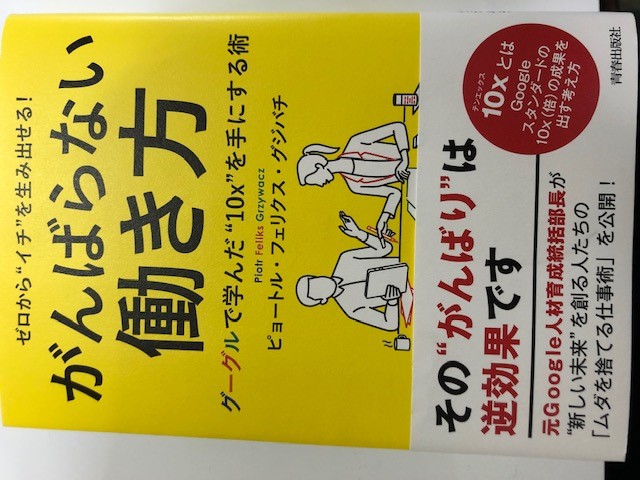 ゼロから“イチ”を生み出せる！
がんばらない
働き方
グーグルで学んだ“10x”を手にする術
Piotr Feliks Grzywacz
ピョートル・フェリクス・グジバチ
その“がんばり”は
逆効果です
元Google人材育成統括部長が
“新しい未来”を創る人たちの
「ムダを捨てる仕事術」を公開！
テンエックス
10xとは
Google
スタンダードの
10x（倍）の成果を
出す考え方
青春出版社